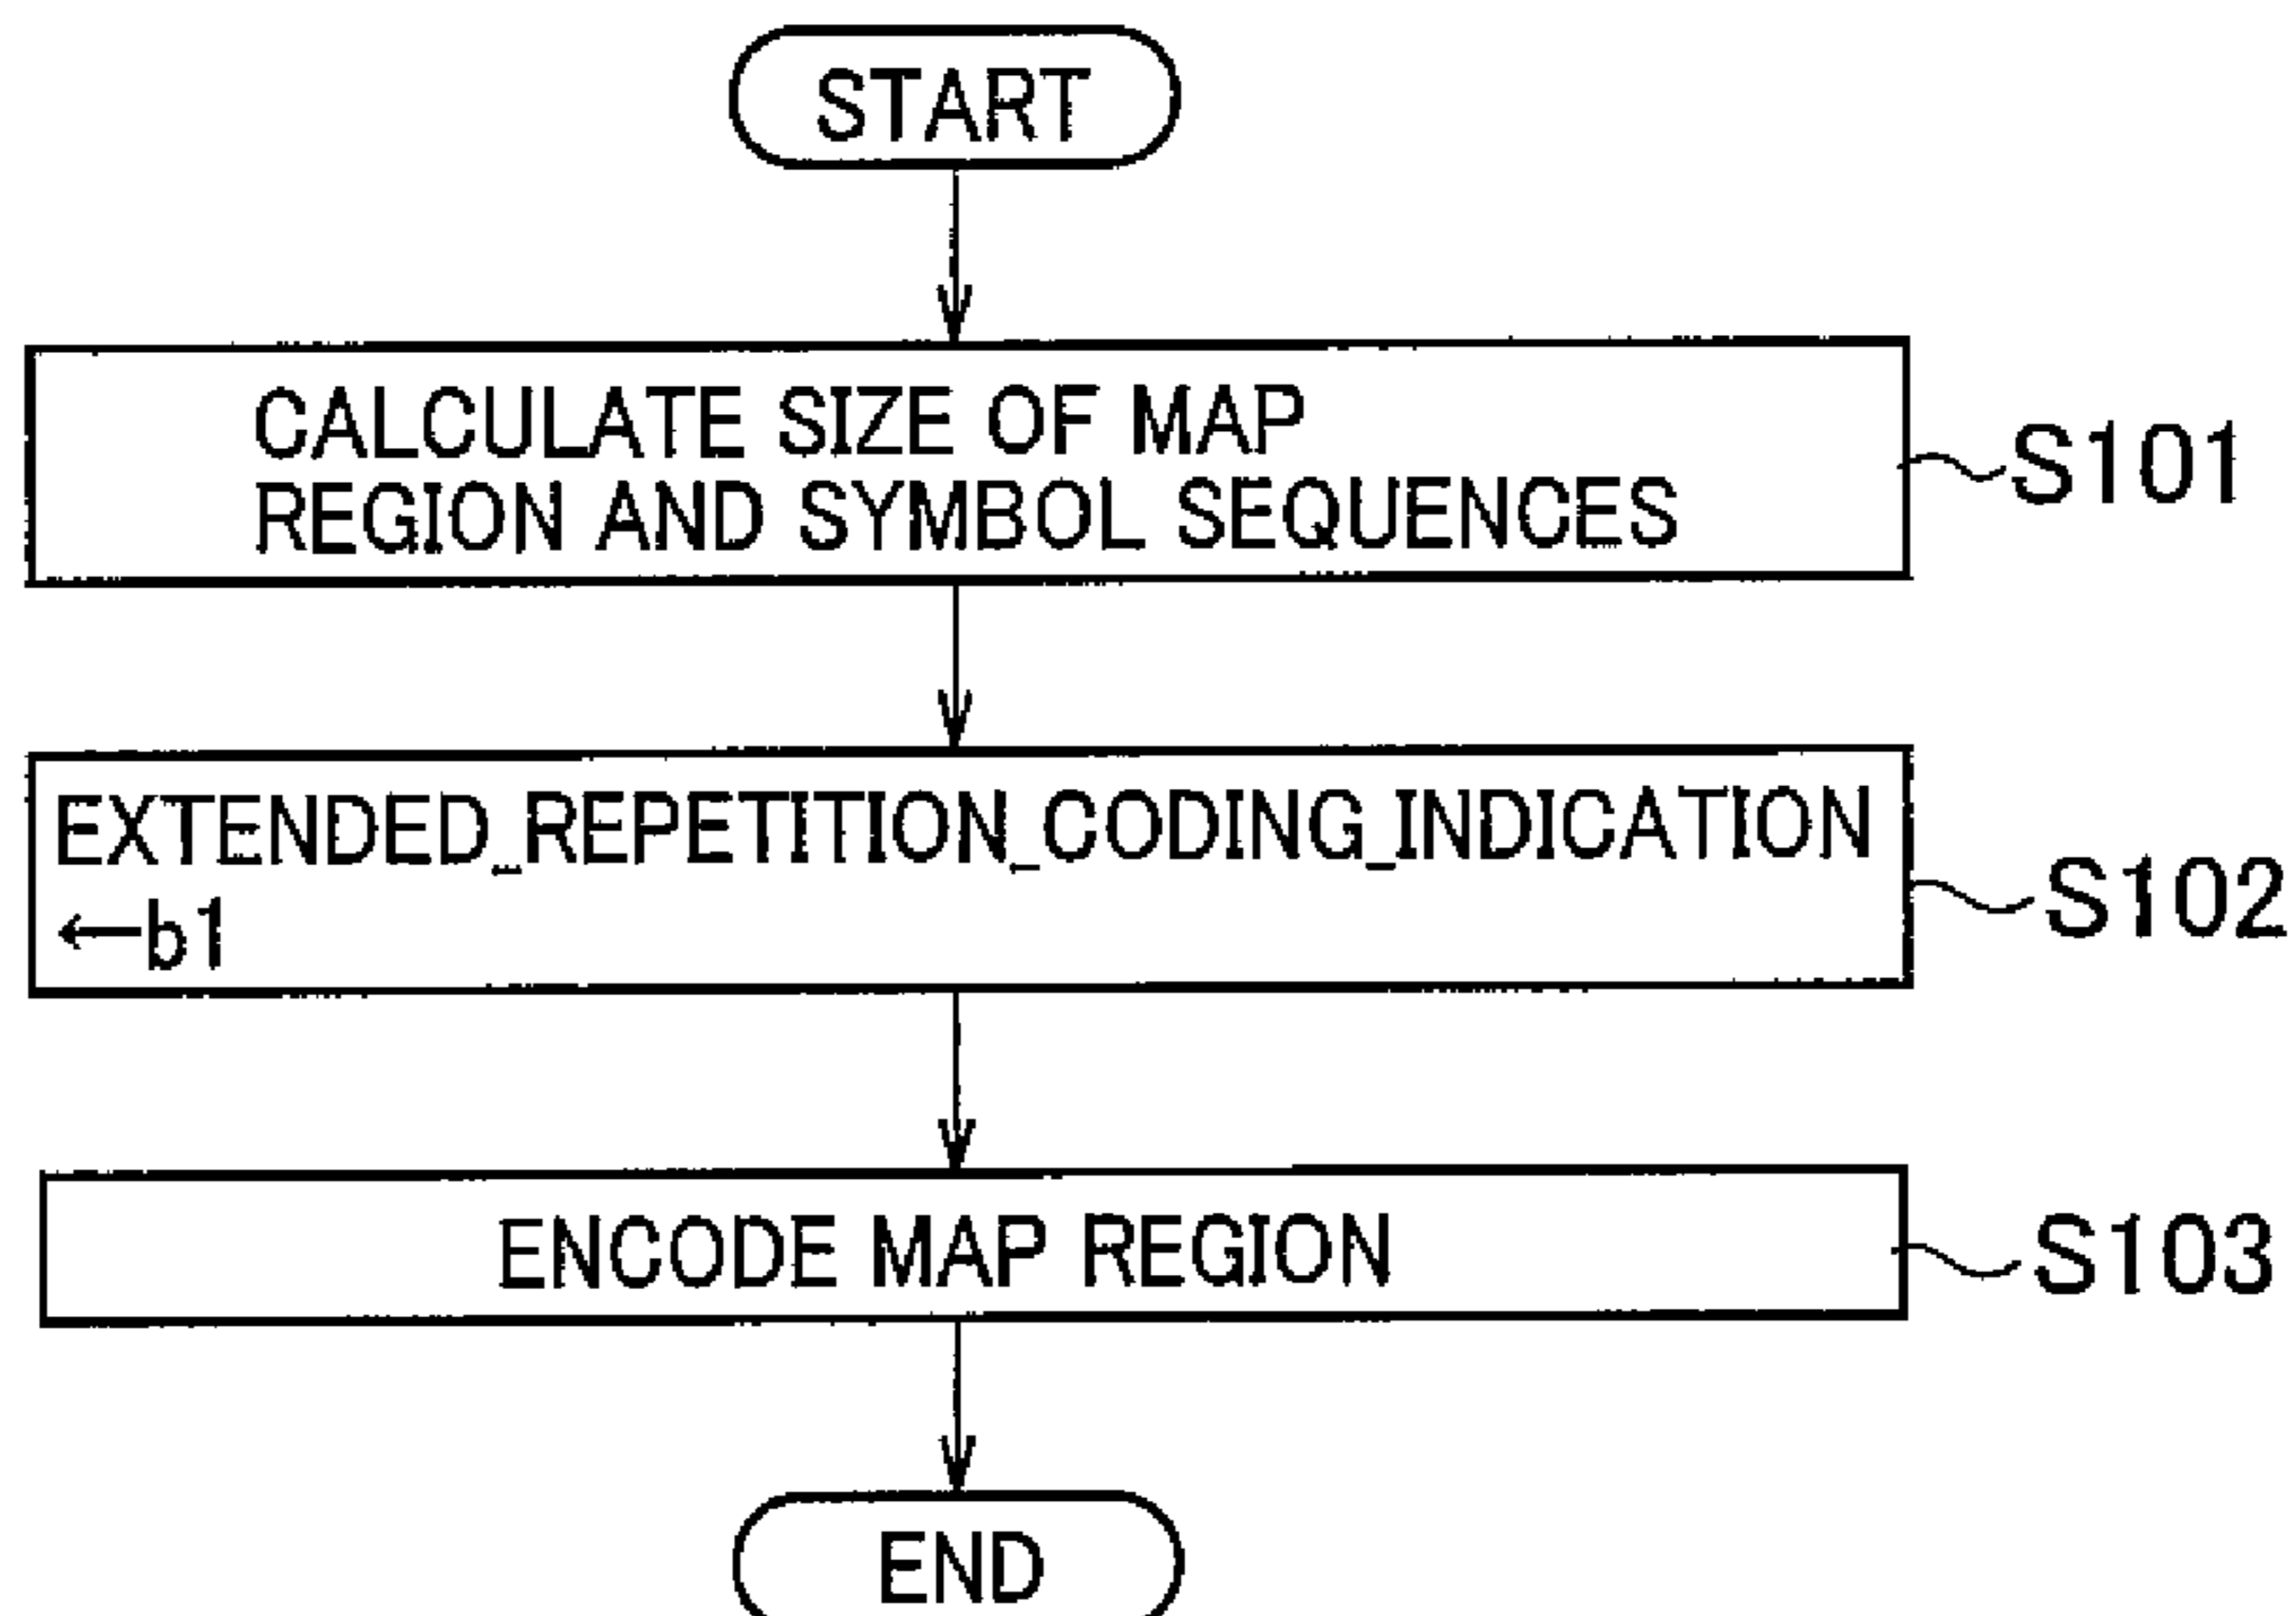 START
CALCULATE SIZE OF MAP
REGION AND SYMBOL SEQUENCES
S101
EXTENDED_REPETITION_CODING_INDICATION
←b1
S102
ENCODE MAP REGION
S103
END